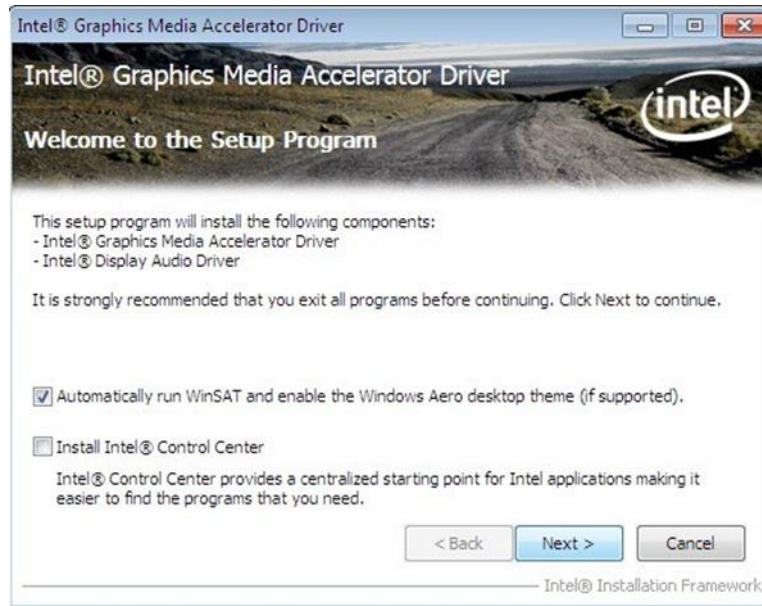 Intel® Graphics Media Accelerator Driver
Intel® Graphics Media Accelerator Driver
intel
Welcome to the Setup Program
This setup program will install the following components:
- Intel® Graphics Media Accelerator Driver
- Intel® Display Audio Driver
It is strongly recommended that you exit all programs before continuing. Click Next to continue.
Automatically run WinSAT and enable the Windows Aero desktop theme (if supported).
Install Intel® Control Center
Intel® Control Center provides a centralized starting point for Intel applications making it
easier to find the programs that you need.
< Back Next > Cancel
Intel® Installation Framework